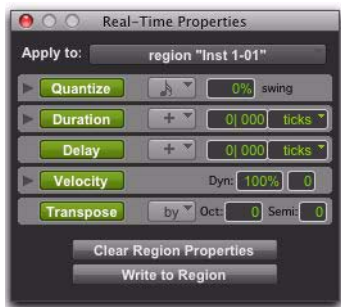 Real-Time Properties
Apply to: region "Inst 1-01"
Quantize 0% swing
Duration + 0| 000 ticks
Delay + 0| 000 ticks
Velocity Dyn: 100% 0
Transpose by Oct: 0 Semi: 0
Clear Region Properties
Write to Region